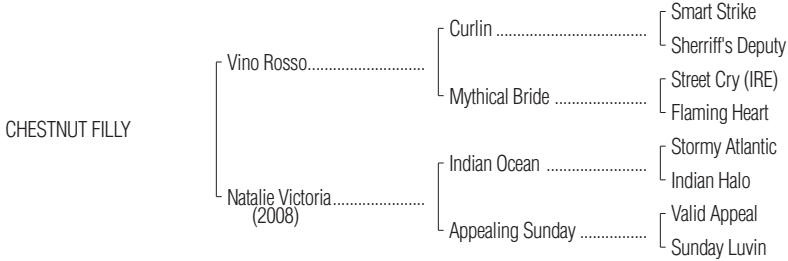 Smart Strike
Curlin ..................................
Sherriff's Deputy
Vino Rosso..........................
Street Cry (IRE)
Mythical Bride .....................
Flaming Heart
CHESTNUT FILLY
Stormy Atlantic
Indian Ocean .......................
Indian Halo
Natalie Victoria.....................
(2008)
Valid Appeal
Appealing Sunday ...............
Sunday Luvin